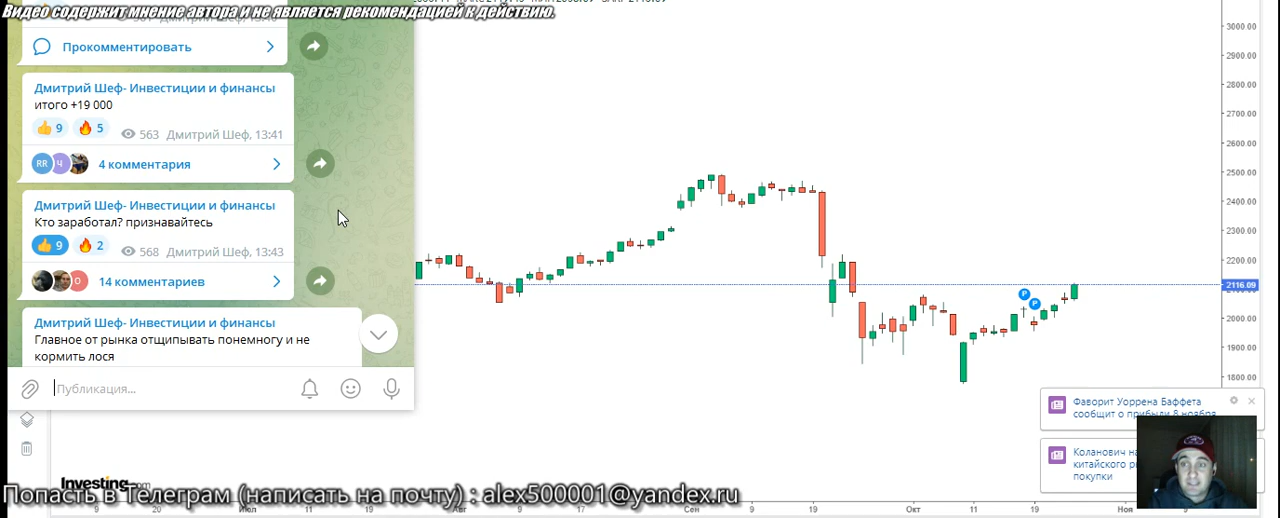 Видео содержит мнение автора и не является рекомендацией к действию.
Прокомментировать
Дмитрий Шеф- Инвестиции и финансы
итого +19 000
9 5 563 Дмитрий Шеф, 13:41
RR Ч 4 комментария
Дмитрий Шеф- Инвестиции и финансы
Кто заработал? признавайтесь
9 2 568 Дмитрий Шеф, 13:43
О 14 комментариев
Дмитрий Шеф- Инвестиции и финансы
Главное от рынка отщипывать понемногу и не
кормить лося
Публикация...
3000.00
2900.00
2800.00
2700.00
2600.00
2500.00
2400.00
2300.00
2200.00
2116.09
2000.00
1900.00
1800.00
P
P
Фаворит Уоррена Баффета
сообщит о прибыли 8 ноября
Коланович
китайского
покупки
Investing.com
Попасть в Телеграм (написать на почту) : alex500001@yandex.ru
9 20 Июл 11 19 Авг 9 17 Сен 9 20 Окт 11 19 Ноя 9